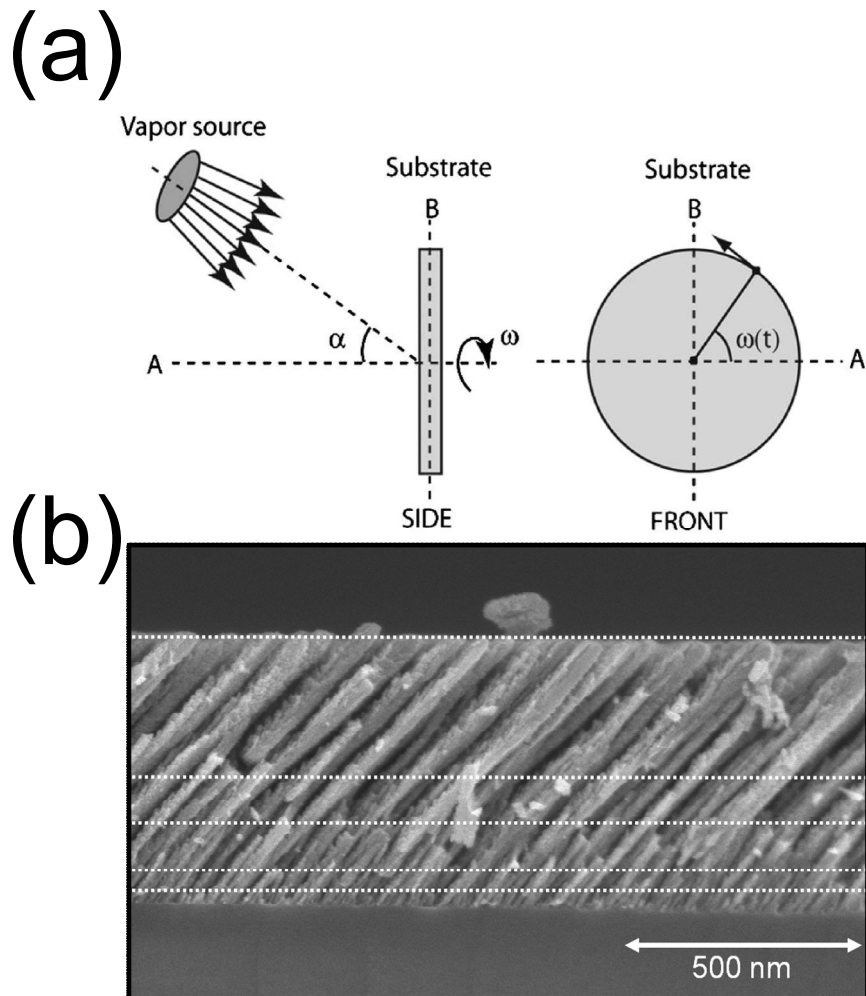 (a)
Vapor source
Substrate
Substrate
B
B
α
ω
ω(t)
A
A
SIDE
FRONT
(b)
500 nm